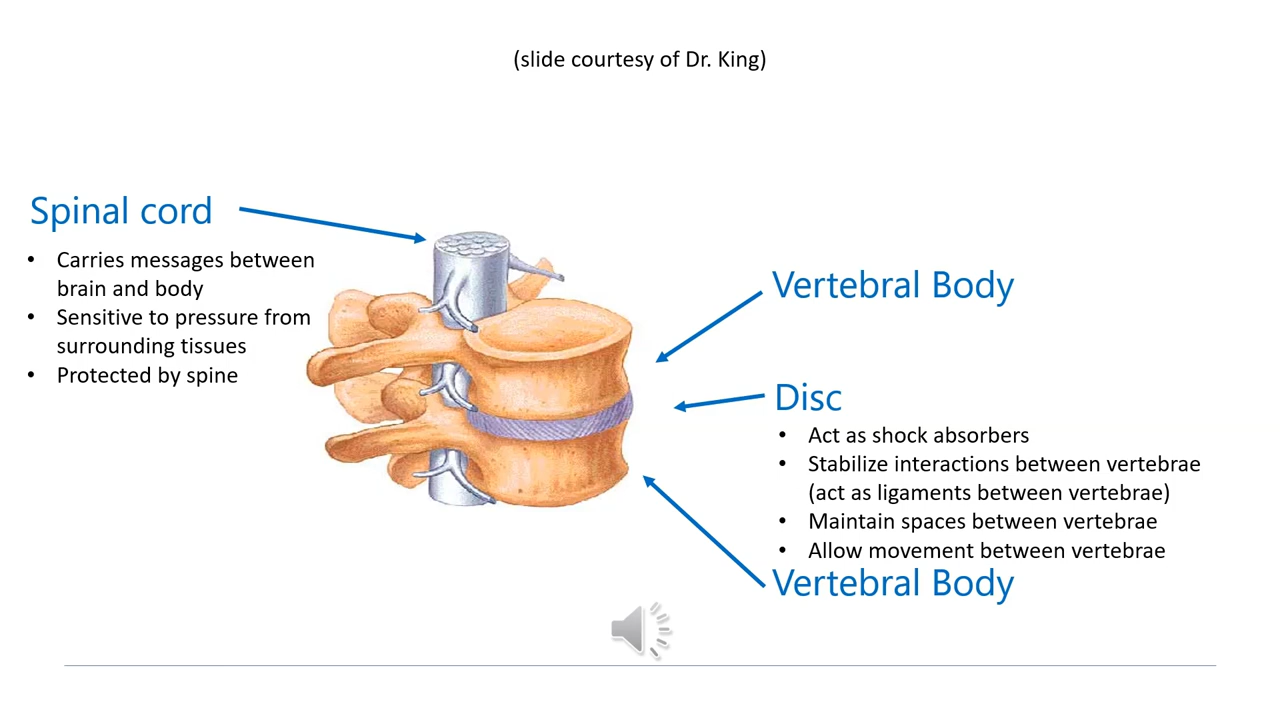 (slide courtesy of Dr. King)
Spinal cord
• Carries messages between
brain and body
• Sensitive to pressure from
surrounding tissues
• Protected by spine
Vertebral Body
Disc
• Act as shock absorbers
• Stabilize interactions between vertebrae
(act as ligaments between vertebrae)
• Maintain spaces between vertebrae
• Allow movement between vertebrae
Vertebral Body